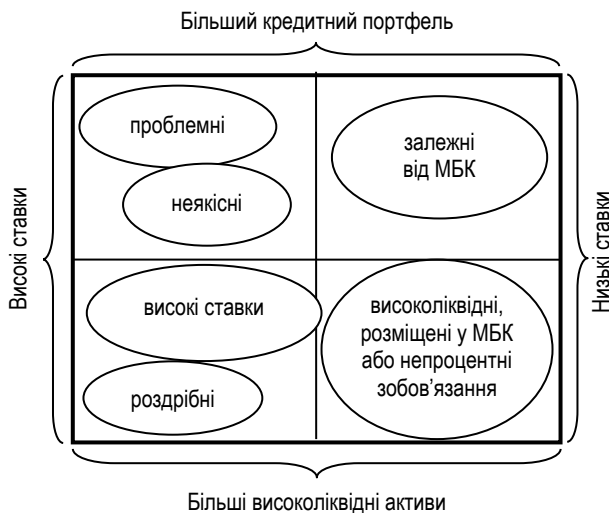 Більший кредитний портфель
Високі ставки
проблемні
неякісні
залежні
від МБК
високі ставки
роздрібні
високоліквідні,
розміщені у МБК
або непроцентні
зобов’язання
Низькі ставки
Більші високоліквідні активи